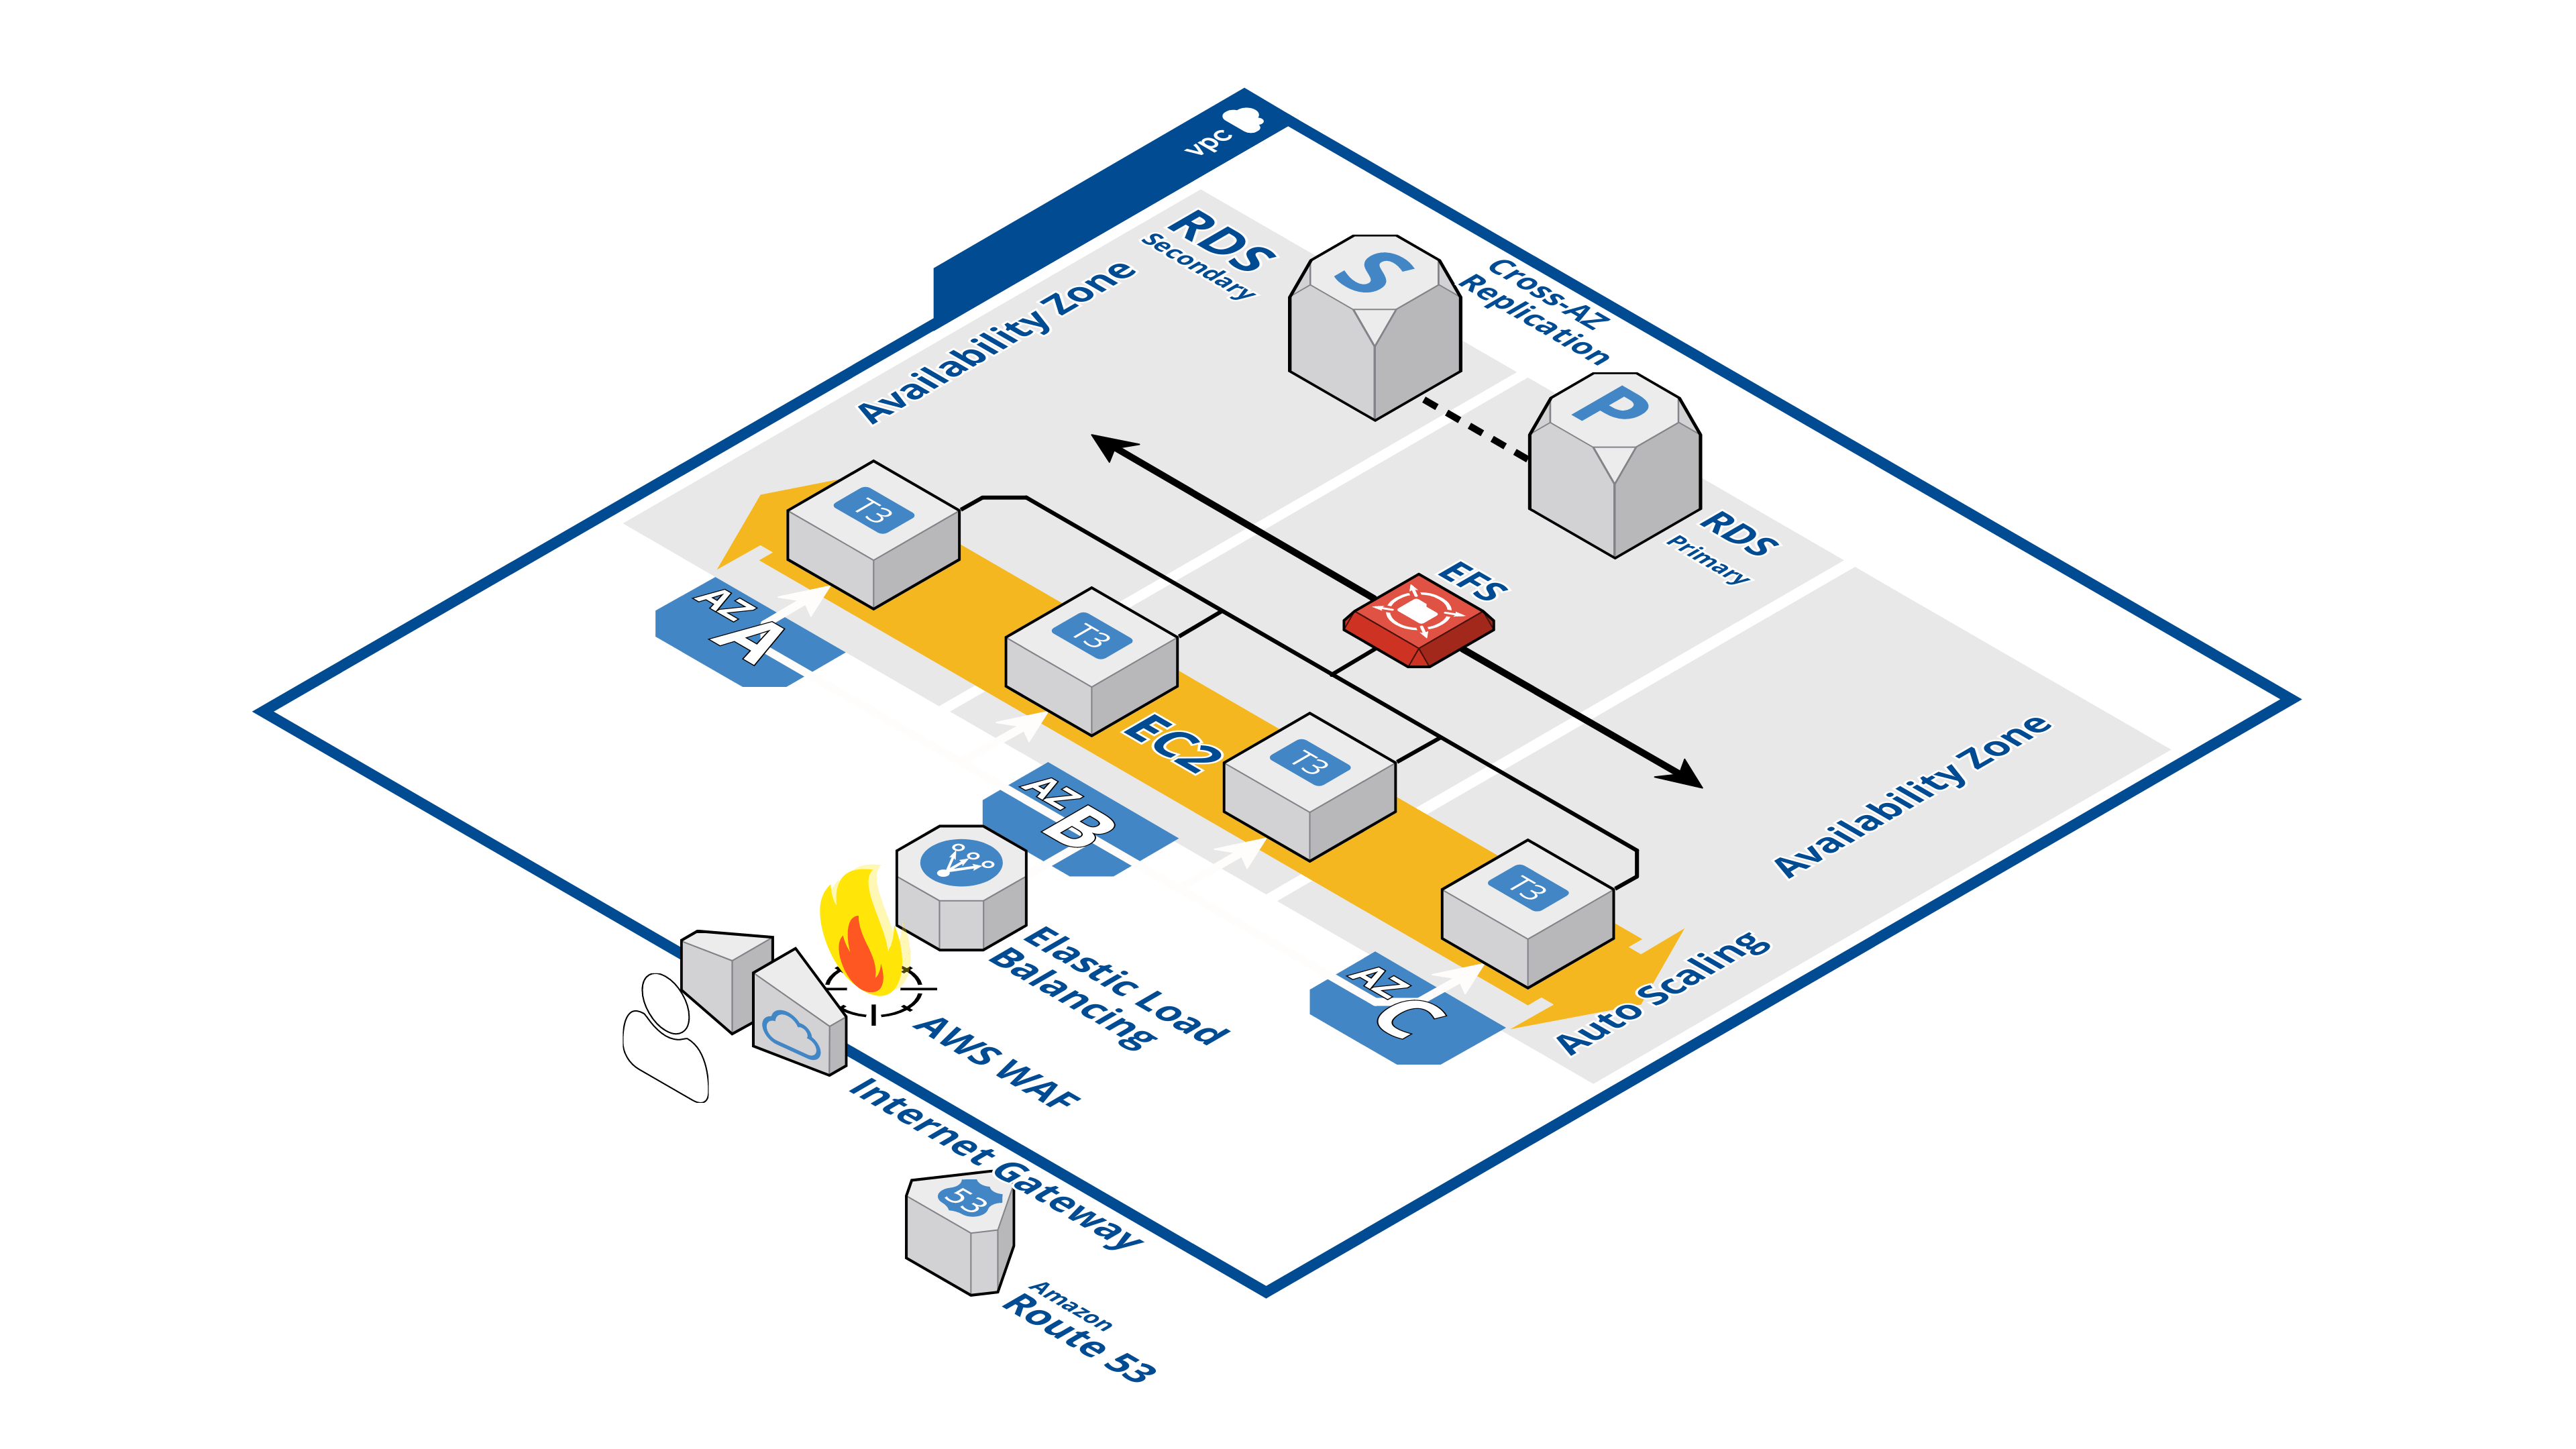 vpc
RDS
Secondary
Availability Zone
S
Cross-AZ
Replication
P
RDS
Primary
EFS
T3
T3
T3
T3
EC2
AZ
A
AZ
B
AZ
C
Availability Zone
Auto Scaling
Elastic Load
Balancing
AWS WAF
Internet Gateway
53
Amazon
Route 53